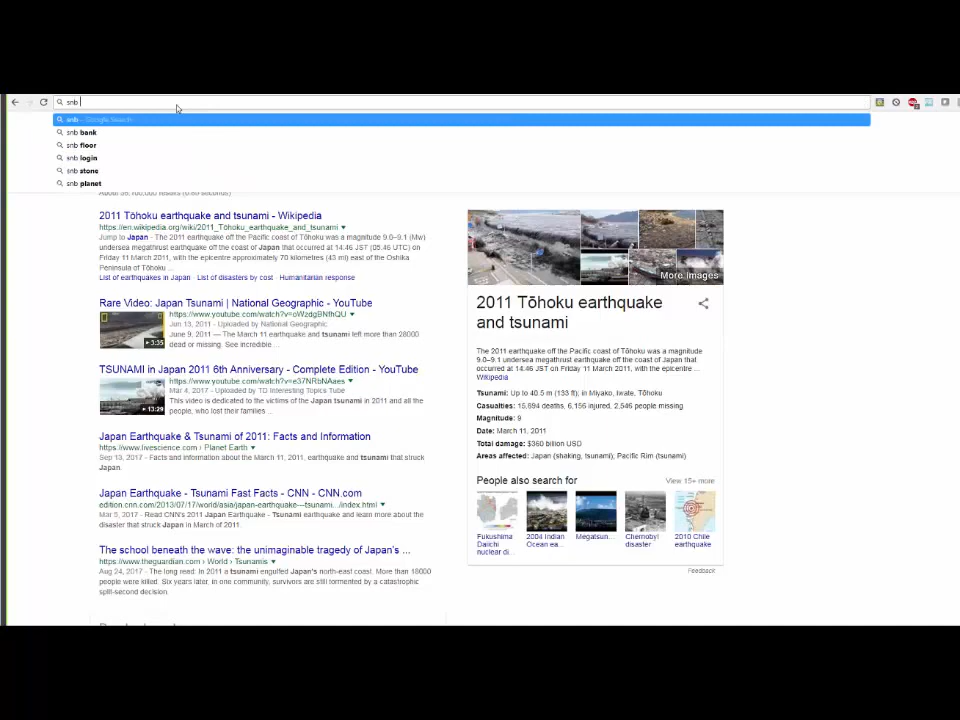 snb
snb - Google Search
snb bank
snb floor
snb login
snb stone
snb planet
2011 Tōhoku earthquake and tsunami - Wikipedia
https://en.wikipedia.org/wiki/2011_Tōhoku_earthquake_and_tsunami
Jump to Japan - The 2011 earthquake off the Pacific coast of Tōhoku was a magnitude 9.0–9.1 (Mw)
undersea megathrust earthquake off the coast of Japan that occurred at 14:46 JST (05:46 UTC) on
Friday 11 March 2011, with the epicentre approximately 70 kilometres (43 mi) east of the Oshika
Peninsula of Tōhoku ...
List of earthquakes in Japan · List of disasters by cost · Humanitarian response
Rare Video: Japan Tsunami | National Geographic - YouTube
https://www.youtube.com/watch?v=oWzdgBNfhQU
Jun 13, 2011 - Uploaded by National Geographic
June 9, 2011 — The March 11 earthquake and tsunami left more than 28000
dead or missing. See incredible ...
3:35
TSUNAMI in Japan 2011 6th Anniversary - Complete Edition - YouTube
https://www.youtube.com/watch?v=e37NRbNAaes
Mar 4, 2017 - Uploaded by TD Interesting Topics Tube
This video is dedicated to the victims of the Japan tsunami in 2011 and all the
people, who lost their families ..
13:29
Japan Earthquake & Tsunami of 2011: Facts and Information
https://www.livescience.com › Planet Earth
Sep 13, 2017 - Facts and information about the March 11, 2011, earthquake and tsunami that struck
Japan.
Japan Earthquake - Tsunami Fast Facts - CNN - CNN.com
edition.cnn.com/2013/07/17/world/asia/japan-earthquake---tsunami.../index.html
Mar 5, 2017 - Read CNN's 2011 Japan Earthquake - Tsunami earthquake and learn more about the
disaster that struck Japan in March of 2011.
The school beneath the wave: the unimaginable tragedy of Japan's ...
https://www.theguardian.com › World › Tsunamis
Aug 24, 2017 - The long read: In 2011 a tsunami engulfed Japan's north-east coast. More than 18000
people were killed. Six years later, in one community, survivors are still tormented by a catastrophic
split-second decision.
More images
2011 Tōhoku earthquake
and tsunami
The 2011 earthquake off the Pacific coast of Tōhoku was a magnitude
9.0–9.1 undersea megathrust earthquake off the coast of Japan that
occurred at 14:46 JST on Friday 11 March 2011, with the epicentre ...
Wikipedia
Tsunami: Up to 40.5 m (133 ft); in Miyako, Iwate, Tōhoku
Casualties: 15,894 deaths, 6,156 injured, 2,546 people missing
Magnitude: 9
Date: March 11, 2011
Total damage: $360 billion USD
Areas affected: Japan (shaking, tsunami); Pacific Rim (tsunami)
People also search for
View 15+ more
Fukushima Daiichi nuclear di...
2004 Indian Ocean ea...
Megatsun...
Chernobyl disaster
2010 Chile earthquake
Feedback